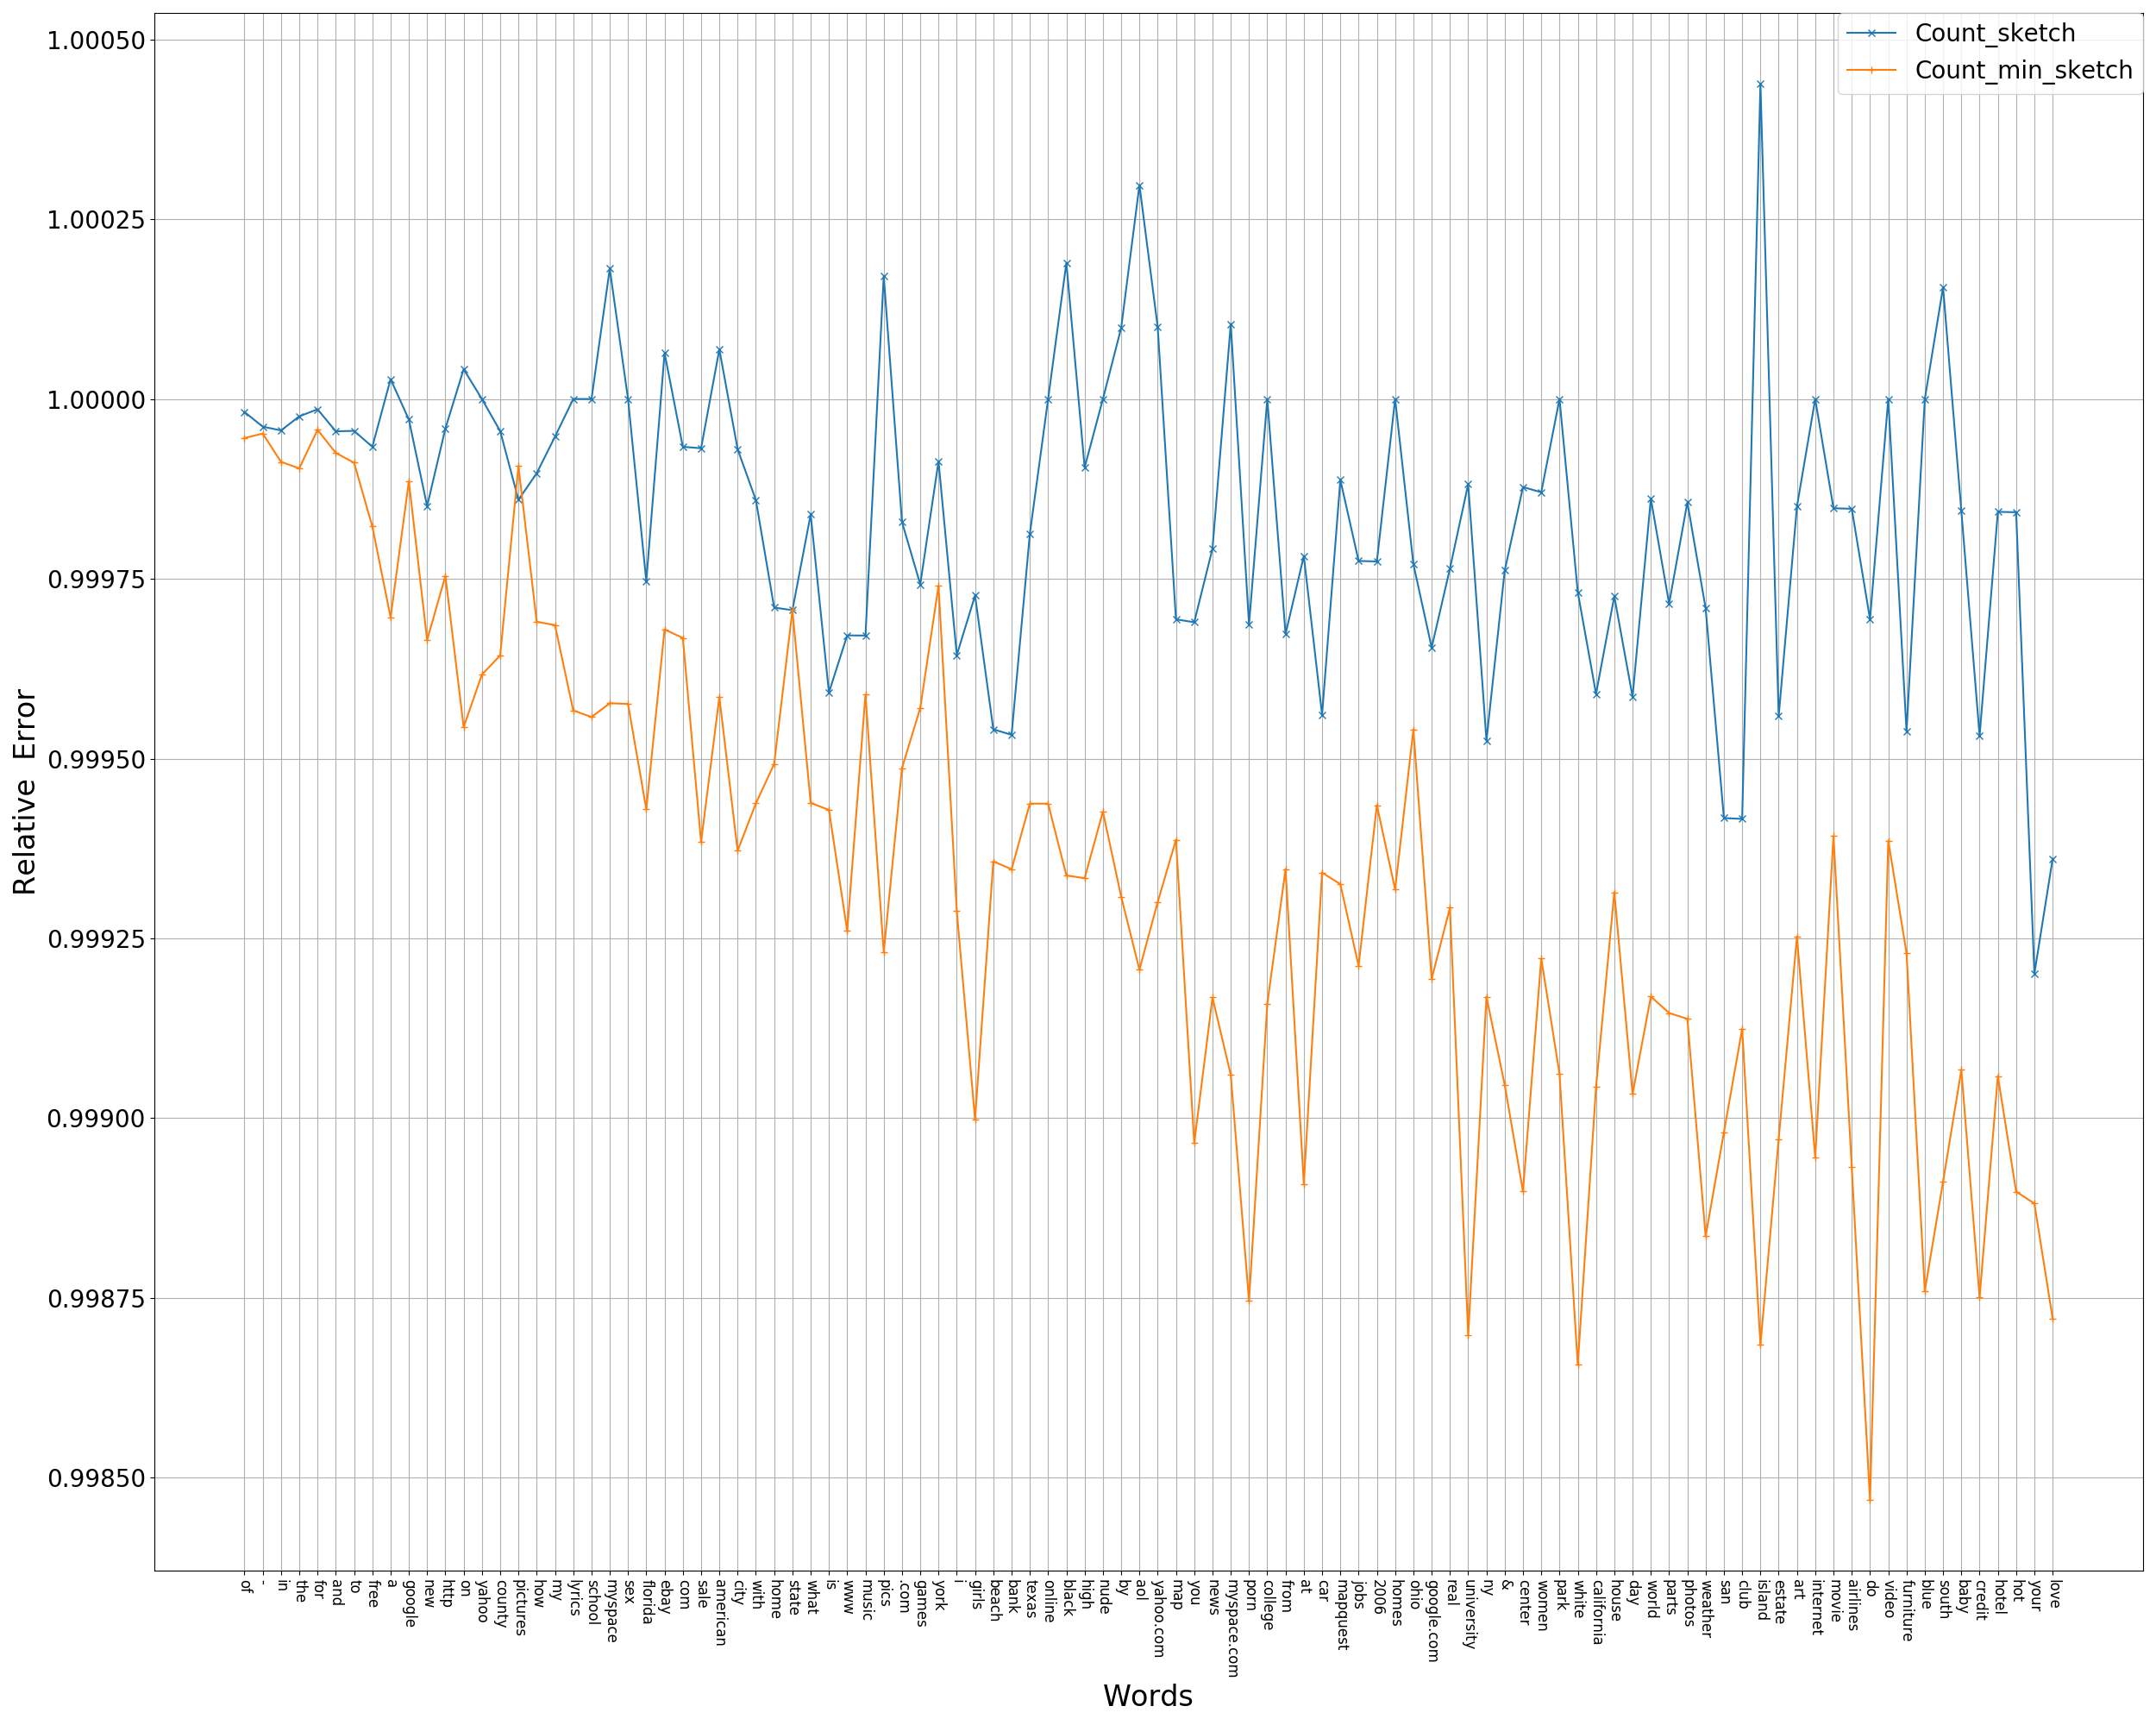 Count_sketch
Count_min_sketch
1.00050
1.00025
1.00000
0.99975
0.99950
0.99925
0.99900
0.99875
0.99850
Relative Error
of
-
in
the
for
and
to
free
a
google
new
http
on
yahoo
county
pictures
how
my
lyrics
school
myspace
sex
florida
ebay
com
sale
american
city
with
home
state
what
is
www
music
pics
.com
games
york
i
girls
beach
bank
texas
online
black
high
nude
by
aol
yahoo.com
map
you
news
myspace.com
porn
college
from
at
car
mapquest
jobs
2006
homes
ohio
google.com
real
university
ny
&
center
women
park
white
california
house
day
world
parts
photos
weather
san
club
island
estate
art
internet
movie
airlines
do
video
furniture
blue
south
baby
credit
hotel
hot
your
love
Words